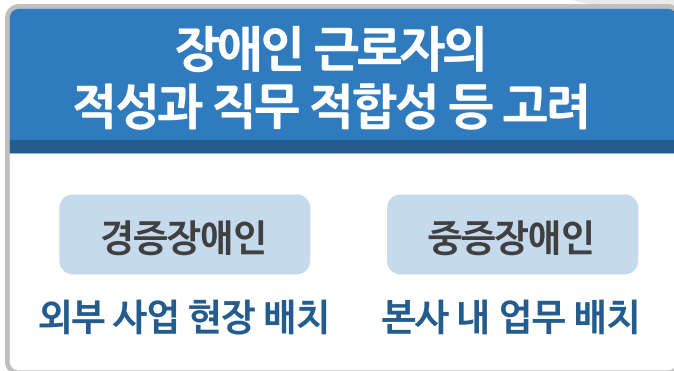 장애인 근로자의
적성과 직무 적합성 등 고려
경증장애인
중증장애인
외부 사업 현장 배치
본사 내 업무 배치